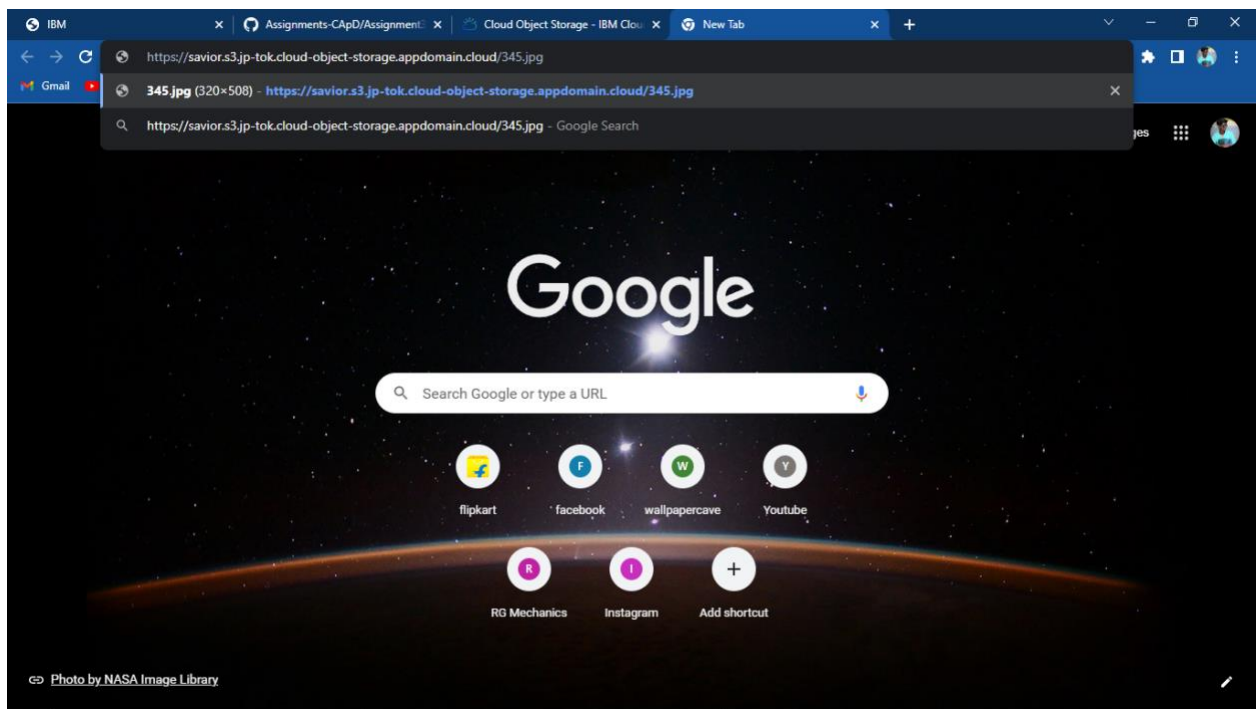 IBM
Assignments-CApD/Assignment3
Cloud Object Storage - IBM Clou
New Tab
https://savior.s3.jp-tok.cloud-object-storage.appdomain.cloud/345.jpg
Gmail
345.jpg (320×508) - https://savior.s3.jp-tok.cloud-object-storage.appdomain.cloud/345.jpg
https://savior.s3.jp-tok.cloud-object-storage.appdomain.cloud/345.jpg - Google Search
Google
Search Google or type a URL
F
W
Y
flipkart
facebook
wallpapercave
Youtube
R
I
RG Mechanics
Instagram
Add shortcut
Photo by NASA Image Library